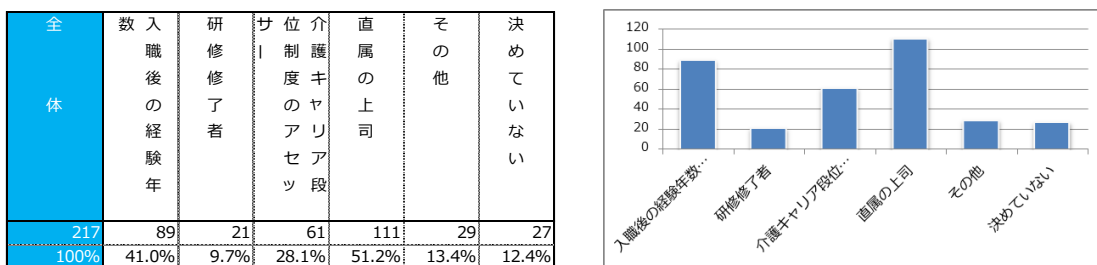 全体
入職後の経験年数
研修修了者
介護キャリア段位制度のアセッサー
直属の上司
その他
決めていない
217 89 21 61 111 29 27
100% 41.0% 9.7% 28.1% 51.2% 13.4% 12.4%
120
100
80
60
40
20
0
入職後の経験年数…
研修修了者
介護キャリア段位…
直属の上司
その他
決めていない